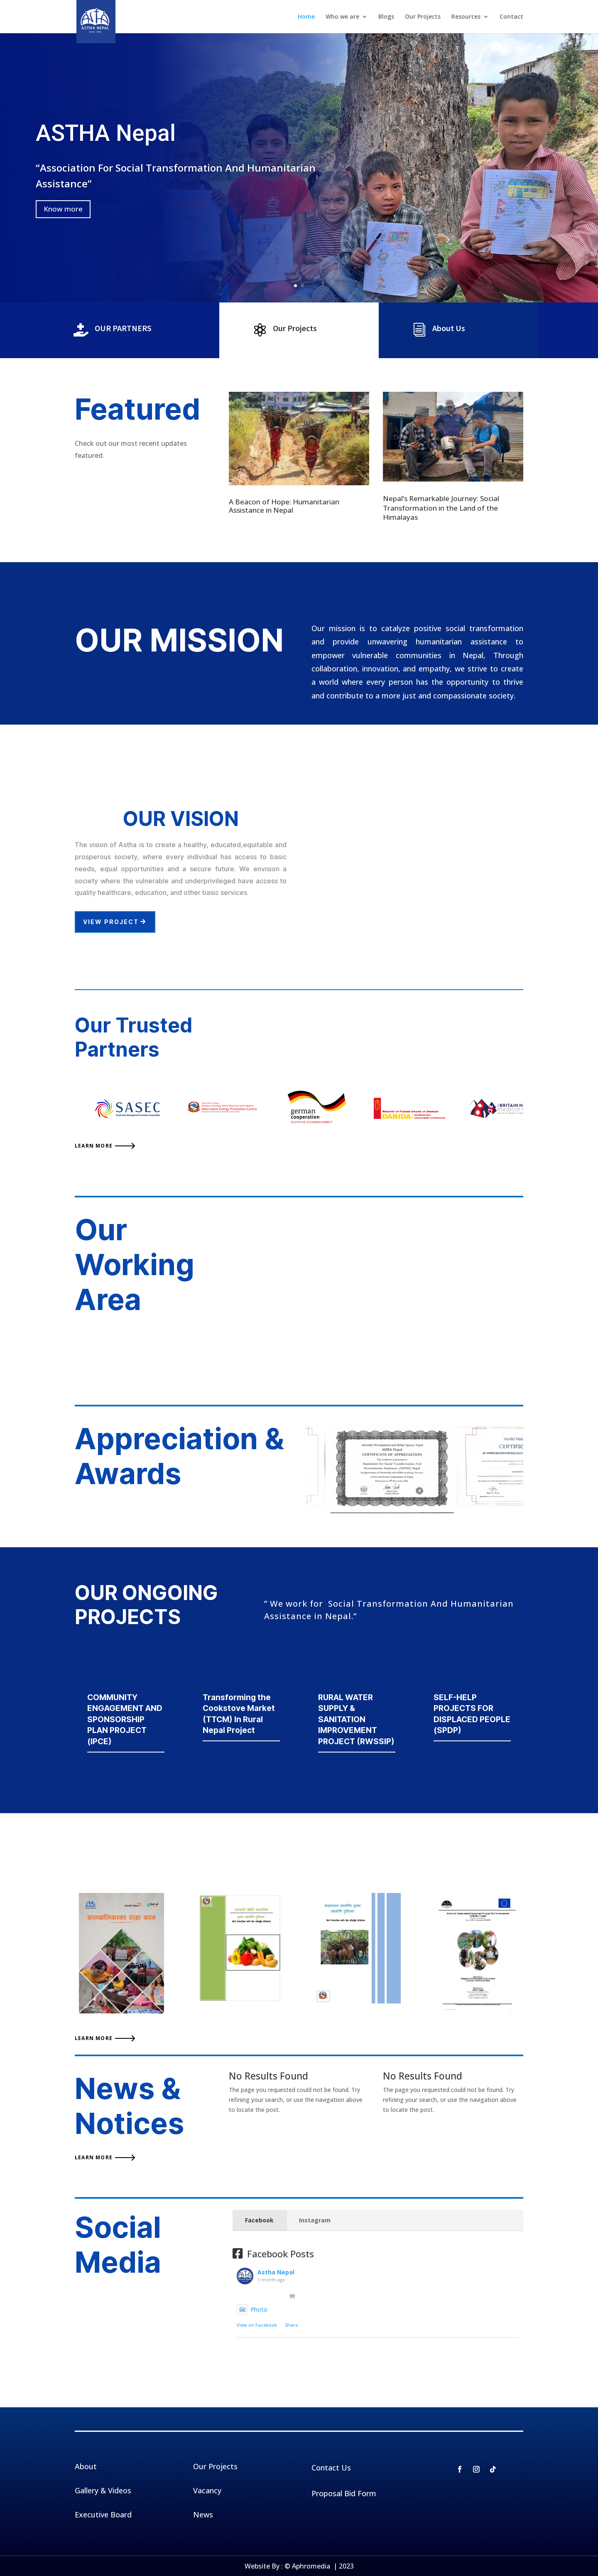 ASTHA NEPAL
Home
Who we are
Blogs
Our Projects
Resources
Contact
ASTHA Nepal
“Association For Social Transformation And Humanitarian
Assistance”
Know more
OUR PARTNERS
Our Projects
About Us
Featured
Check out our most recent updates
featured.
A Beacon of Hope: Humanitarian
Assistance in Nepal
Nepal’s Remarkable Journey: Social
Transformation in the Land of the
Himalayas
OUR MISSION
Our mission is to catalyze positive social transformation
and provide unwavering humanitarian assistance to
empower vulnerable communities in Nepal, Through
collaboration, innovation, and empathy, we strive to create
a world where every person has the opportunity to thrive
and contribute to a more just and compassionate society.
OUR VISION
The vision of Astha is to create a healthy, educated,equitable and
prosperous society, where every individual has access to basic
needs, equal opportunities and a secure future. We envision a
society where the vulnerable and underprivileged have access to
quality healthcare, education, and other basic services.
VIEW PROJECT
Our Trusted
Partners
SASEC
Alternative Energy Promotion Centre
german
cooperation
DEUTSCHE ZUSAMMENARBEIT
DANIDA
BRITAIN
LEARN MORE
Our
Working
Area
Appreciation &
Awards
CERTIFICATE OF APPRECIATION
CERTIFIC
OUR ONGOING
PROJECTS
“ We work for Social Transformation And Humanitarian
Assistance in Nepal.”
COMMUNITY
ENGAGEMENT AND
SPONSORSHIP
PLAN PROJECT
(IPCE)
Transforming the
Cookstove Market
(TTCM) In Rural
Nepal Project
RURAL WATER
SUPPLY &
SANITATION
IMPROVEMENT
PROJECT (RWSSIP)
SELF-HELP
PROJECTS FOR
DISPLACED PEOPLE
(SPDP)
LEARN MORE
News &
Notices
No Results Found
The page you requested could not be found. Try
refining your search, or use the navigation above
to locate the post.
No Results Found
The page you requested could not be found. Try
refining your search, or use the navigation above
to locate the post.
LEARN MORE
Social
Media
Facebook
Instagram
Facebook Posts
Astha Nepal
1 month ago
Photo
View on Facebook
·
Share
About
Our Projects
Contact Us
Gallery & Videos
Vacancy
Proposal Bid Form
Executive Board
News
Website By : © Aphromedia | 2023